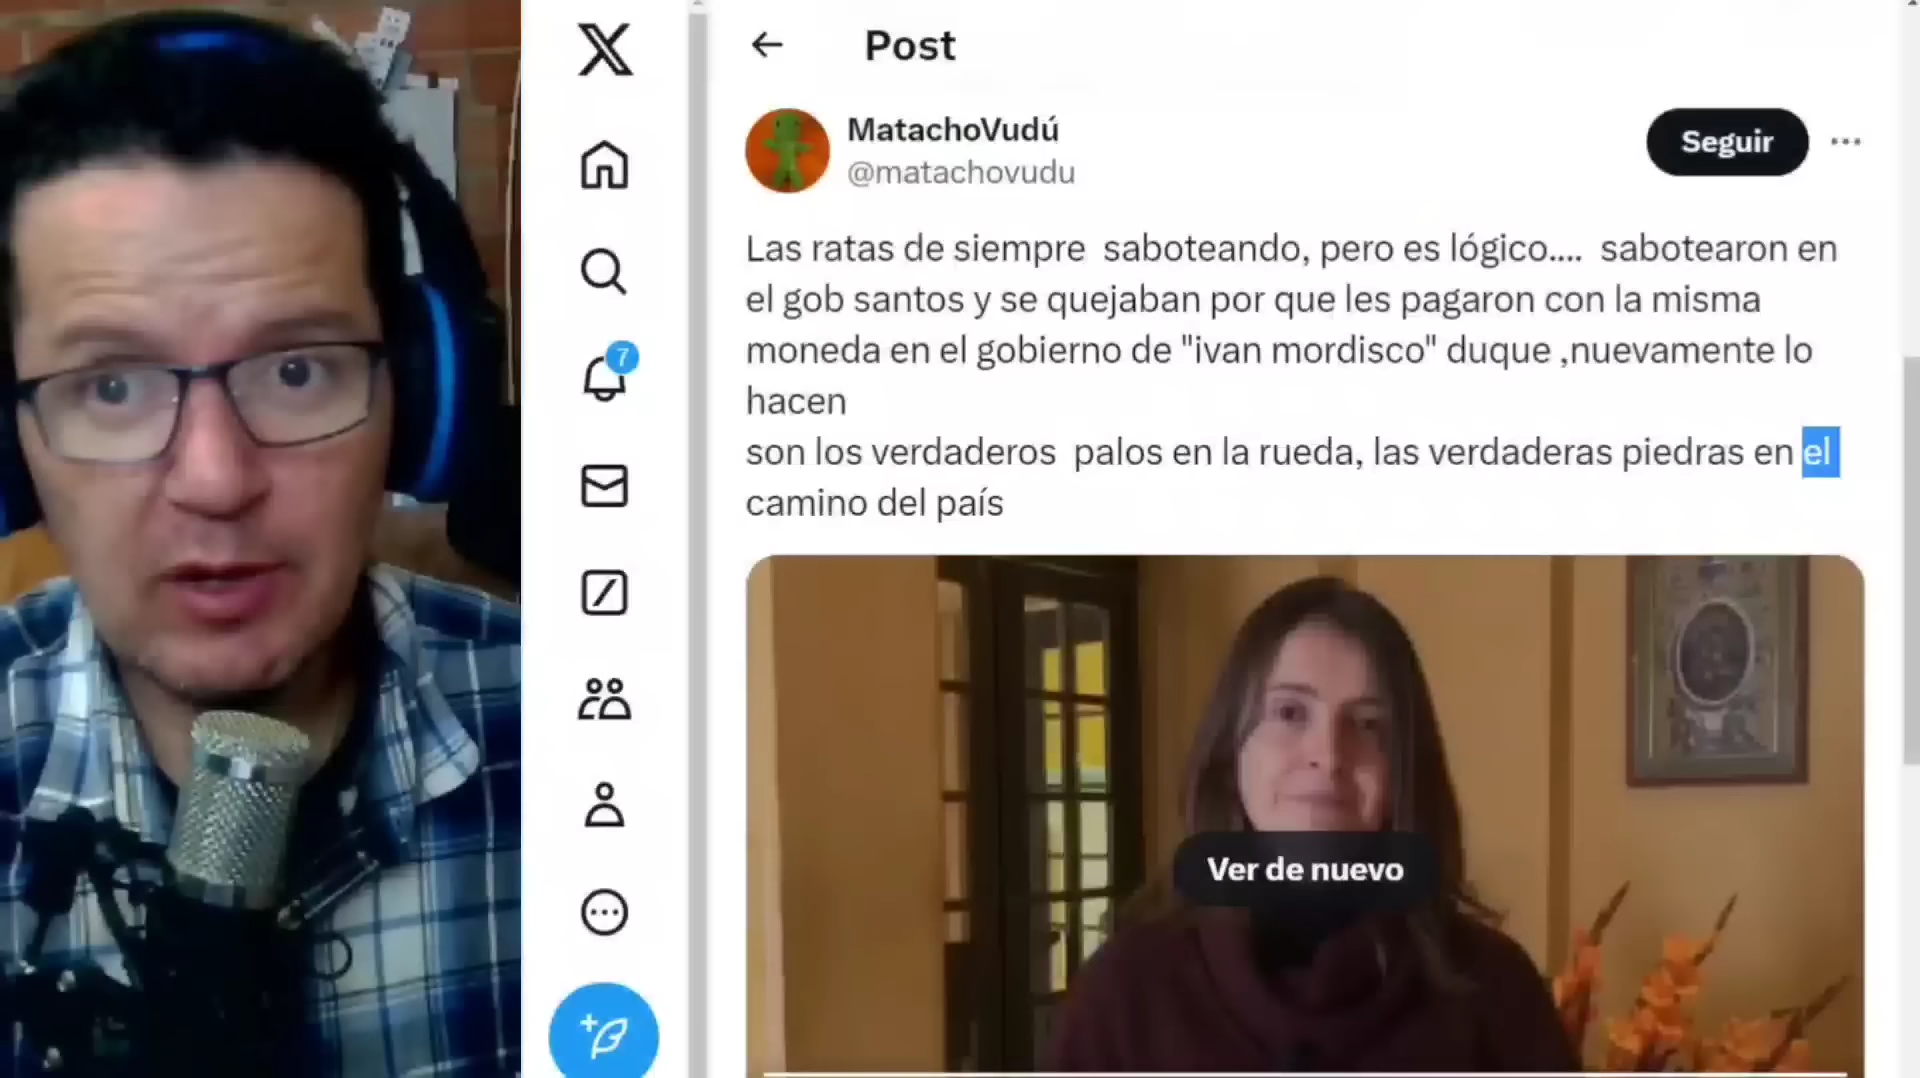 Post
MatachoVudú
@matachovudu
Seguir
7
Las ratas de siempre  saboteando, pero es lógico....  sabotearon en
el gob santos y se quejaban por que les pagaron con la misma
moneda en el gobierno de "ivan mordisco" duque ,nuevamente lo
hacen
son los verdaderos  palos en la rueda, las verdaderas piedras en el
camino del país
Ver de nuevo